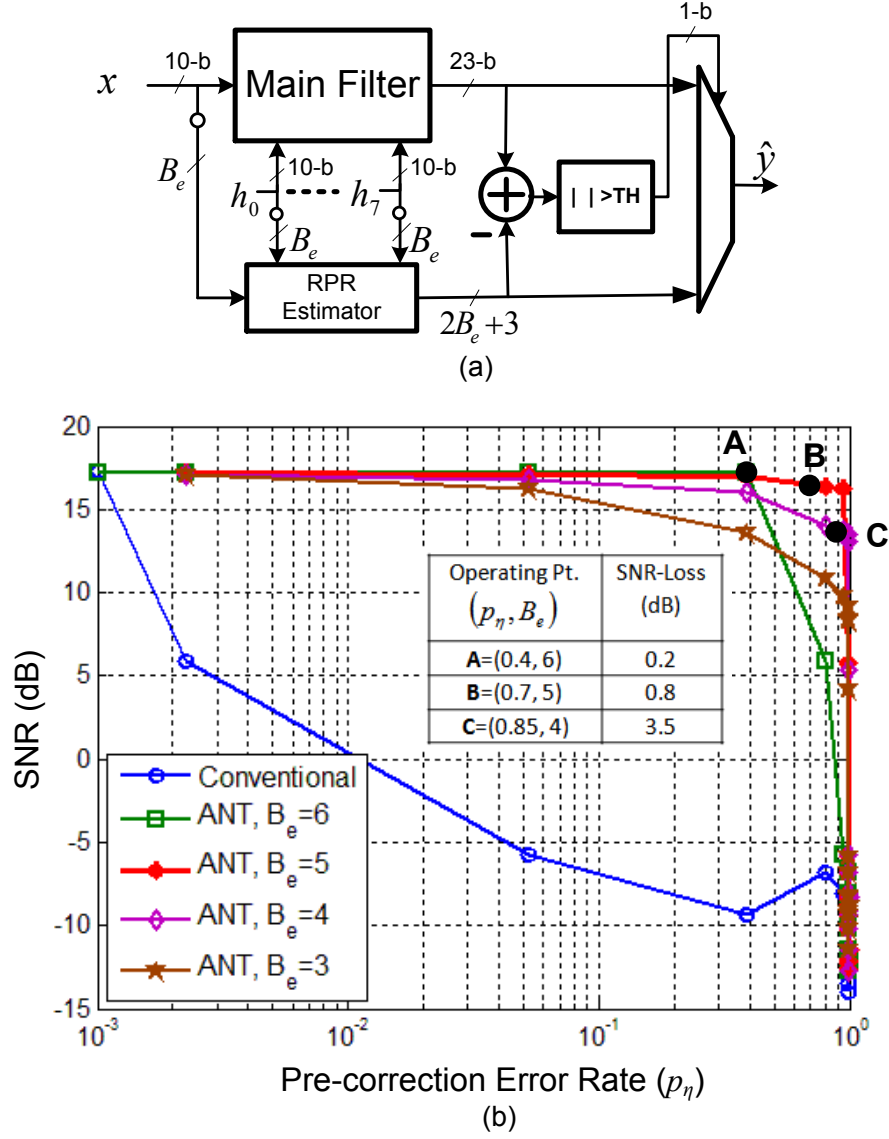 1-b
10-b
23-b
x
Main Filter
ŷ
B_e
10-b
10-b
h_0
h_7
| | >TH
B_e
B_e
RPR
Estimator
2B_e+3
(a)
20
15
10
5
0
-5
-10
-15
SNR (dB)
A
B
C
Operating Pt. (p_η, B_e)
SNR-Loss (dB)
A=(0.4, 6)
0.2
B=(0.7, 5)
0.8
C=(0.85, 4)
3.5
Conventional
ANT, B_e=6
ANT, B_e=5
ANT, B_e=4
ANT, B_e=3
10^-3
10^-2
10^-1
10^0
Pre-correction Error Rate (p_η)
(b)